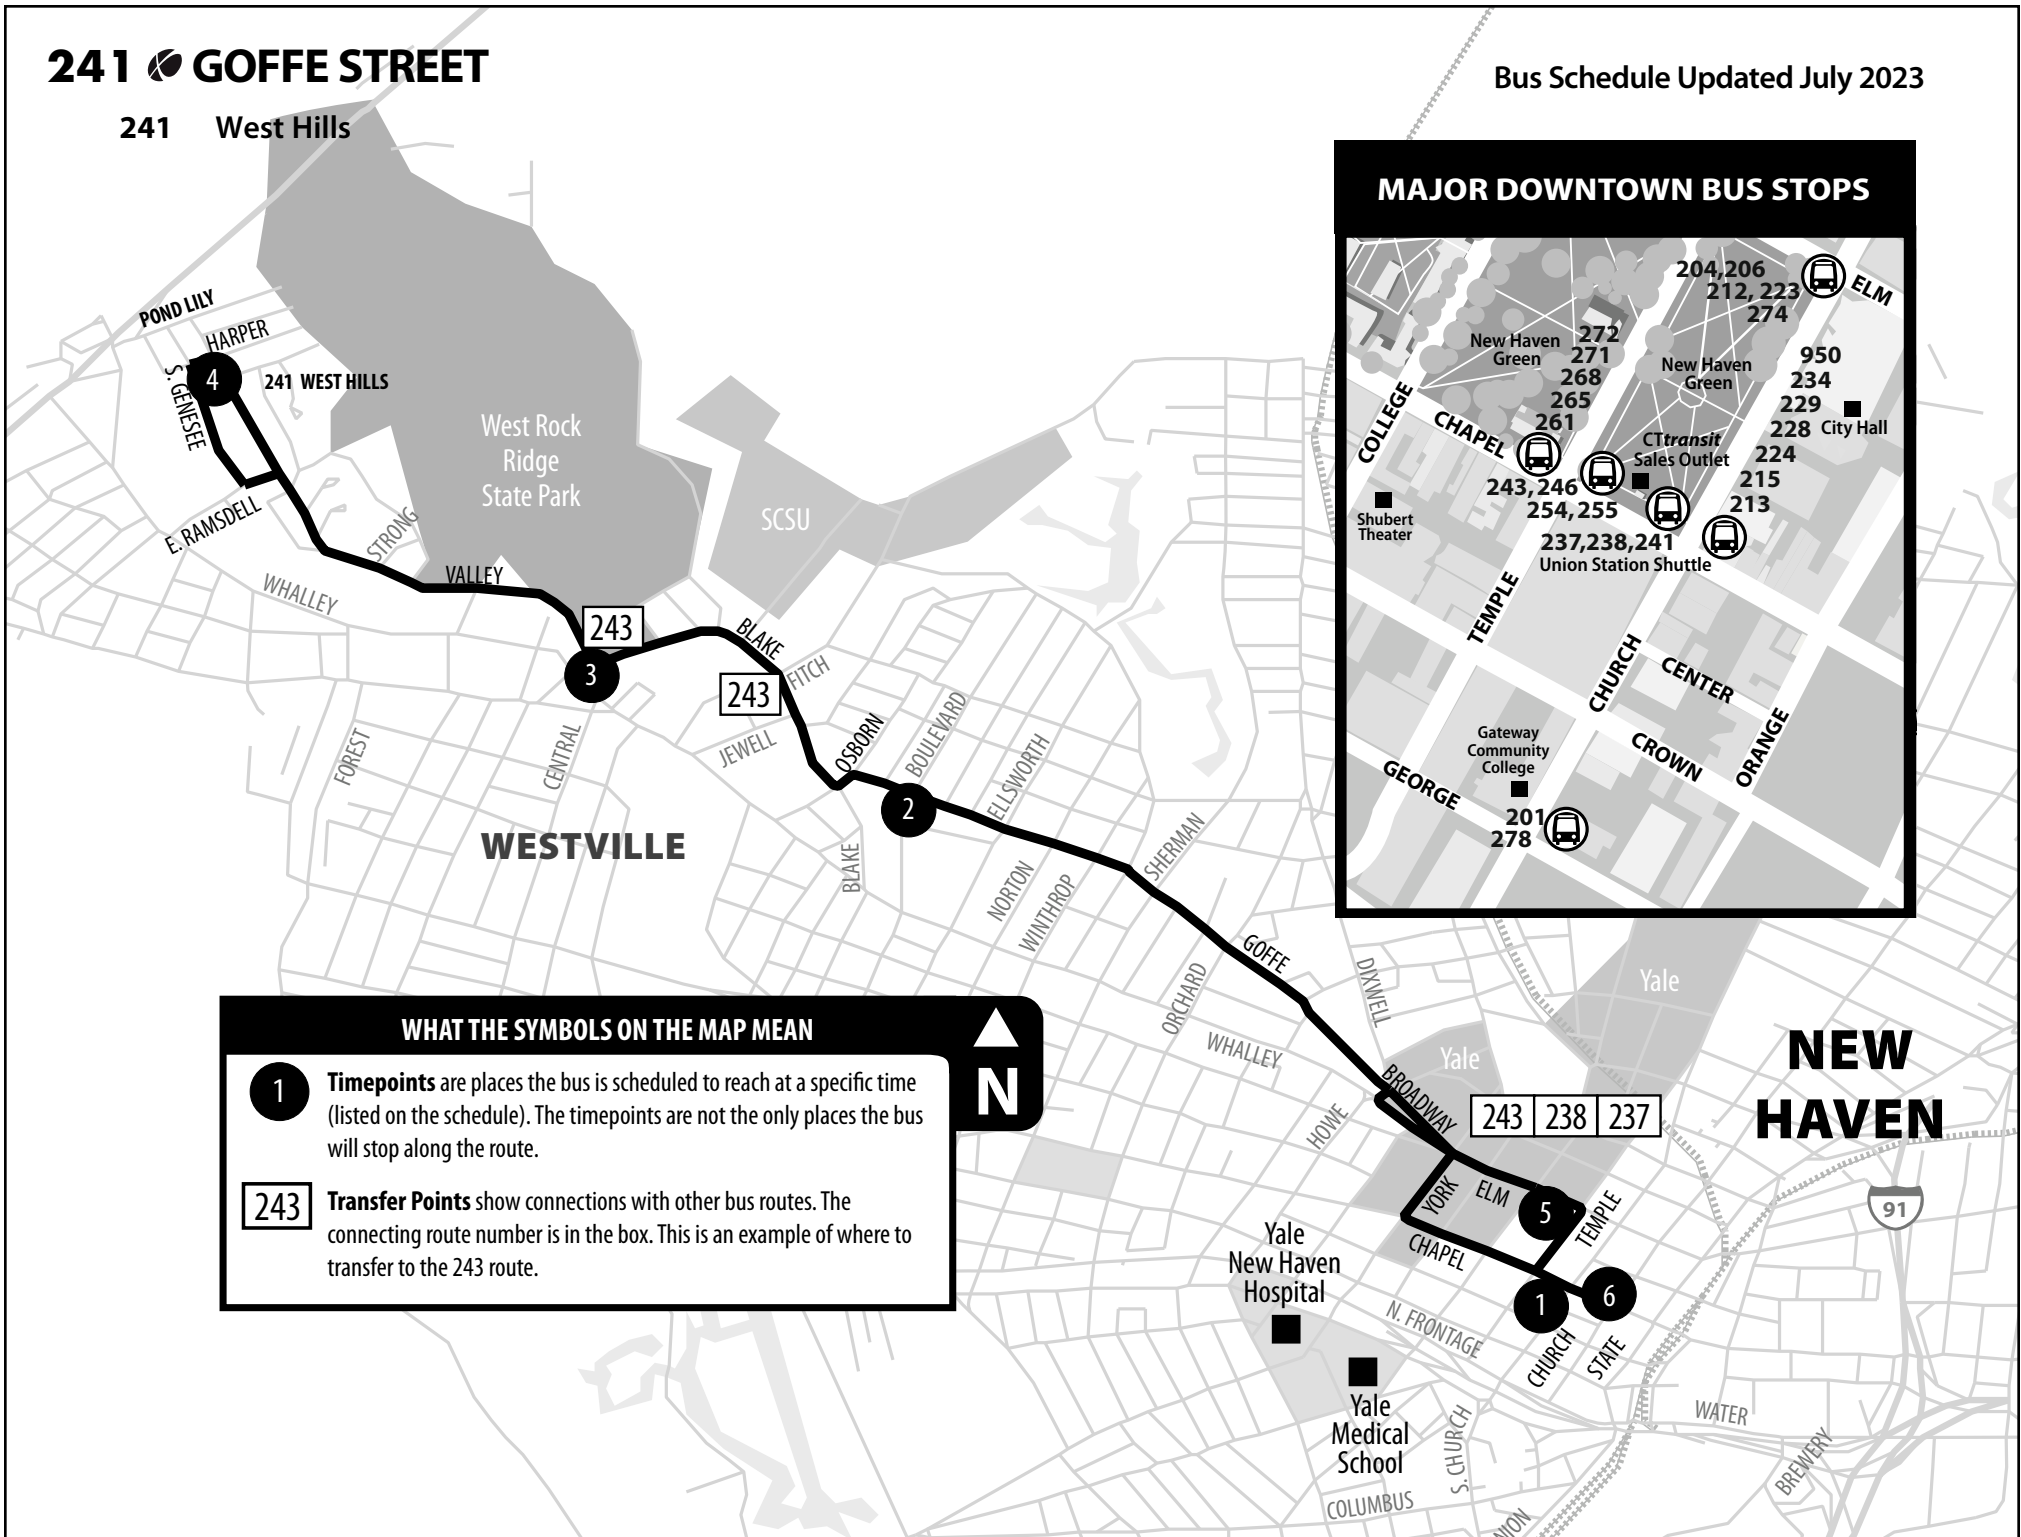 241 GOFFE STREET
241 West Hills
Bus Schedule Updated July 2023
MAJOR DOWNTOWN BUS STOPS
204,206
212, 223
274
ELM
272
271
268
265
261
New Haven
Green
New Haven
Green
950
234
229
228
224
215
213
City Hall
COLLEGE
CHAPEL
CTtransit
Sales Outlet
243, 246
254, 255
Shubert
Theater
237,238,241
Union Station Shuttle
TEMPLE
CHURCH
CENTER
Gateway
Community
College
CROWN
ORANGE
GEORGE
201
278
POND LILY
HARPER
4
241 WEST HILLS
S. GENESEE
E. RAMSDELL
West Rock
Ridge
State Park
SCSU
STRONG
VALLEY
WHALLEY
243
3
BLAKE
FITCH
243
JEWELL
OSBORN
BOULEVARD
FOREST
CENTRAL
ELLSWORTH
2
WESTVILLE
BLAKE
SHERMAN
NORTON
WINTHROP
GOFFE
ORCHARD
DIXWELL
WHALLEY
Yale
Yale
NEW
HAVEN
BROADWAY
HOWE
243 238 237
YORK
ELM
5
TEMPLE
91
CHAPEL
Yale
New Haven
Hospital
1
6
N. FRONTAGE
CHURCH
STATE
Yale
Medical
School
S. CHURCH
WATER
BREWERY
COLUMBUS
NION
WHAT THE SYMBOLS ON THE MAP MEAN
N
1
Timepoints are places the bus is scheduled to reach at a specific time
(listed on the schedule). The timepoints are not the only places the bus
will stop along the route.
243
Transfer Points show connections with other bus routes. The
connecting route number is in the box. This is an example of where to
transfer to the 243 route.